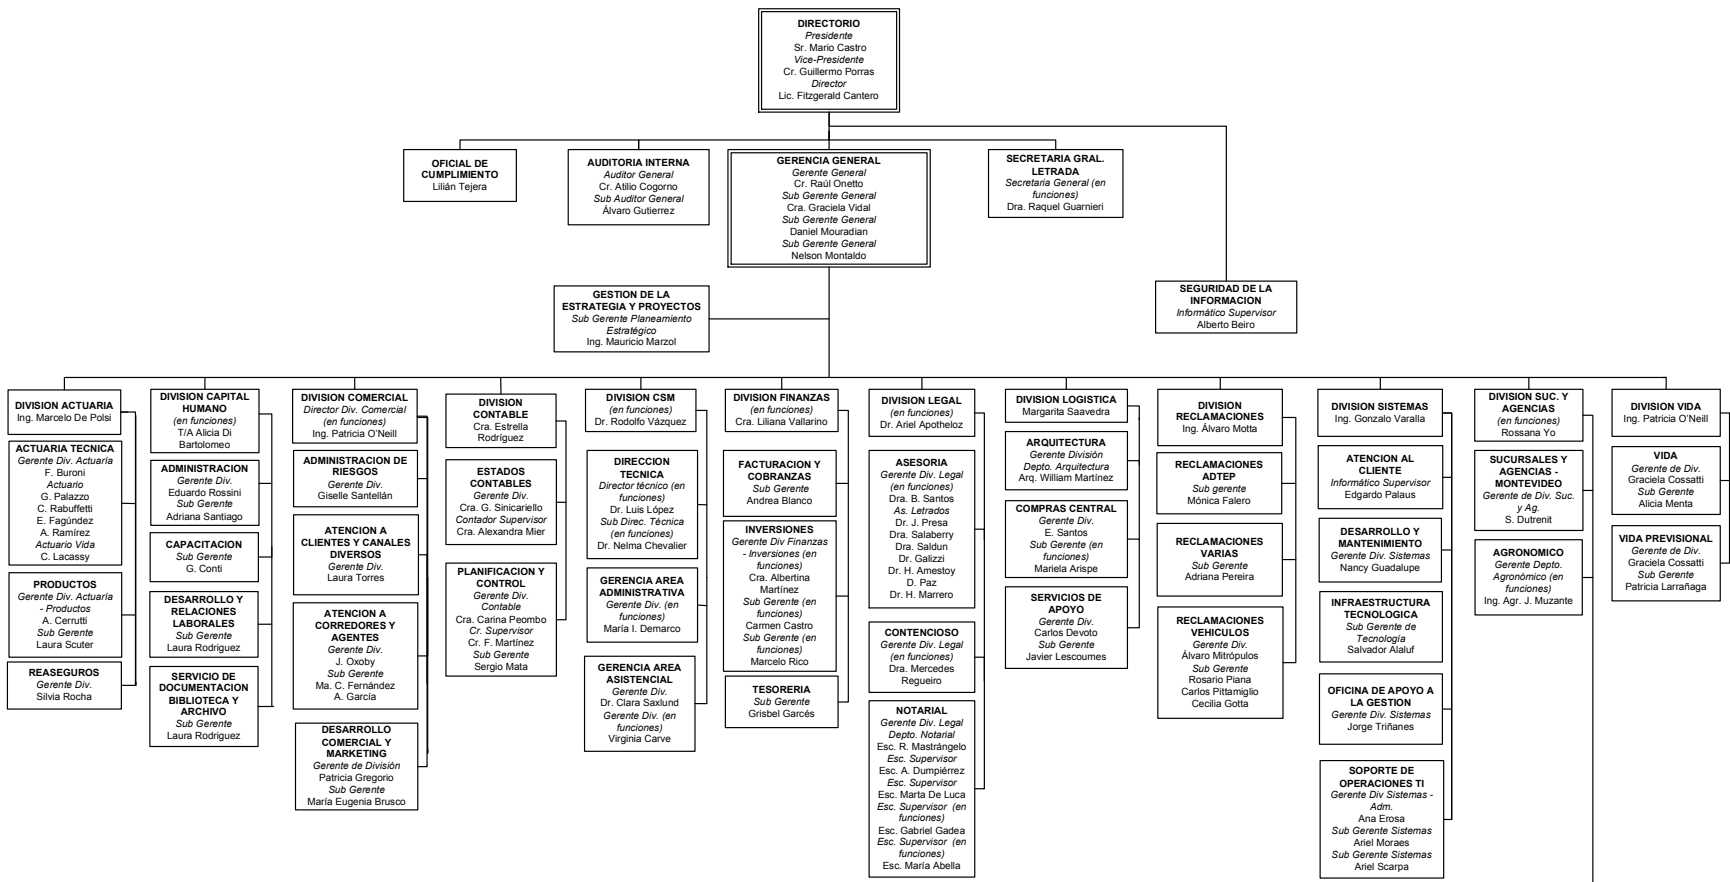 DIRECTORIO
Presidente
Sr. Mario Castro
Vice-Presidente
Cr. Guillermo Porras
Director
Lic. Fitzgerald Cantero
OFICIAL DE
CUMPLIMIENTO
Lilián Tejera
AUDITORIA INTERNA
Auditor General
Cr. Atilio Cogorno
Sub Auditor General
Álvaro Gutierrez
GERENCIA GENERAL
Gerente General
Cr. Raúl Onetto
Sub Gerente General
Cra. Graciela Vidal
Sub Gerente General
Daniel Mouradian
Sub Gerente General
Nelson Montaldo
SECRETARIA GRAL.
LETRADA
Secretaria General (en
funciones)
Dra. Raquel Guarnieri
GESTION DE LA
ESTRATEGIA Y PROYECTOS
Sub Gerente Planeamiento
Estratégico
Ing. Mauricio Marzol
SEGURIDAD DE LA
INFORMACION
Informático Supervisor
Alberto Beiro
DIVISION ACTUARIA
Ing. Marcelo De Polsi
ACTUARIA TECNICA
Gerente Div. Actuaría
F. Buroni
Actuario
G. Palazzo
C. Rabuffetti
E. Fagúndez
A. Ramírez
Actuario Vida
C. Lacassy
PRODUCTOS
Gerente Div. Actuaría
- Productos
A. Cerrutti
Sub Gerente
Laura Scuter
REASEGUROS
Gerente Div.
Silvia Rocha
DIVISION CAPITAL
HUMANO
(en funciones)
T/A Alicia Di
Bartolomeo
ADMINISTRACION
Gerente Div.
Eduardo Rossini
Sub Gerente
Adriana Santiago
CAPACITACION
Sub Gerente
G. Conti
DESARROLLO Y
RELACIONES
LABORALES
Sub Gerente
Laura Rodriguez
SERVICIO DE
DOCUMENTACION
BIBLIOTECA Y
ARCHIVO
Sub Gerente
Laura Rodriguez
DIVISION COMERCIAL
Director Div. Comercial
(en funciones)
Ing. Patricia O'Neill
ADMINISTRACION DE
RIESGOS
Gerente Div.
Giselle Santellán
ATENCION A
CLIENTES Y CANALES
DIVERSOS
Gerente Div.
Laura Torres
ATENCION A
CORREDORES Y
AGENTES
Gerente Div.
J. Oxoby
Sub Gerente
Ma. C. Fernández
A. García
DESARROLLO
COMERCIAL Y
MARKETING
Gerente de División
Patricia Gregorio
Sub Gerente
María Eugenia Brusco
DIVISION
CONTABLE
Cra. Estrella
Rodríguez
ESTADOS
CONTABLES
Gerente Div.
Cra. G. Sinicariello
Contador Supervisor
Cra. Alexandra Mier
PLANIFICACION Y
CONTROL
Gerente Div.
Contable
Cra. Carina Peombo
Cr. Supervisor
Cr. F. Martínez
Sub Gerente
Sergio Mata
DIVISION CSM
(en funciones)
Dr. Rodolfo Vázquez
DIRECCION
TECNICA
Director técnico (en
funciones)
Dr. Luis López
Sub Direc. Técnica
(en funciones)
Dr. Nelma Chevalier
GERENCIA AREA
ADMINISTRATIVA
Gerente Div. (en
funciones)
María I. Demarco
GERENCIA AREA
ASISTENCIAL
Gerente Div.
Dr. Clara Saxlund
Gerente Div. (en
funciones)
Virginia Carve
DIVISION FINANZAS
(en funciones)
Cra. Liliana Vallarino
FACTURACION Y
COBRANZAS
Sub Gerente
Andrea Blanco
INVERSIONES
Gerente Div Finanzas
- Inversiones (en
funciones)
Cra. Albertina
Martínez
Sub Gerente (en
funciones)
Carmen Castro
Sub Gerente (en
funciones)
Marcelo Rico
TESORERIA
Sub Gerente
Grisbel Garcés
DIVISION LEGAL
(en funciones)
Dr. Ariel Apotheloz
ASESORIA
Gerente Div. Legal
(en funciones)
Dra. B. Santos
As. Letrados
Dr. J. Presa
Dra. Salaberry
Dra. Saldun
Dr. Galizzi
Dr. H. Amestoy
D. Paz
Dr. H. Marrero
CONTENCIOSO
Gerente Div. Legal
(en funciones)
Dra. Mercedes
Regueiro
NOTARIAL
Gerente Div. Legal
Depto. Notarial
Esc. R. Mastrángelo
Esc. Supervisor
Esc. A. Dumpiérrez
Esc. Supervisor
Esc. Marta De Luca
Esc. Supervisor (en
funciones)
Esc. Gabriel Gadea
Esc. Supervisor (en
funciones)
Esc. María Abella
DIVISION LOGISTICA
Margarita Saavedra
ARQUITECTURA
Gerente División
Depto. Arquitectura
Arq. William Martínez
COMPRAS CENTRAL
Gerente Div.
E. Santos
Sub Gerente (en
funciones)
Mariela Arispe
SERVICIOS DE
APOYO
Gerente Div.
Carlos Devoto
Sub Gerente
Javier Lescoumes
DIVISION
RECLAMACIONES
Ing. Álvaro Motta
RECLAMACIONES
ADTEP
Sub gerente
Mónica Falero
RECLAMACIONES
VARIAS
Sub Gerente
Adriana Pereira
RECLAMACIONES
VEHICULOS
Gerente Div.
Álvaro Mitrópulos
Sub Gerente
Rosario Piana
Carlos Pittamiglio
Cecilia Gotta
DIVISION SISTEMAS
Ing. Gonzalo Varalla
ATENCION AL
CLIENTE
Informático Supervisor
Edgardo Palaus
DESARROLLO Y
MANTENIMIENTO
Gerente Div. Sistemas
Nancy Guadalupe
INFRAESTRUCTURA
TECNOLOGICA
Sub Gerente de
Tecnología
Salvador Alaluf
OFICINA DE APOYO A
LA GESTION
Gerente Div. Sistemas
Jorge Triñanes
SOPORTE DE
OPERACIONES TI
Gerente Div Sistemas -
Adm.
Ana Erosa
Sub Gerente Sistemas
Ariel Moraes
Sub Gerente Sistemas
Ariel Scarpa
DIVISION SUC. Y
AGENCIAS
(en funciones)
Rossana Yo
SUCURSALES Y
AGENCIAS -
MONTEVIDEO
Gerente de Div. Suc.
y Ag.
S. Dutrenit
AGRONOMICO
Gerente Depto.
Agronómico (en
funciones)
Ing. Agr. J. Muzante
DIVISION VIDA
Ing. Patricia O'Neill
VIDA
Gerente de Div.
Graciela Cossatti
Sub Gerente
Alicia Menta
VIDA PREVISIONAL
Gerente de Div.
Graciela Cossatti
Sub Gerente
Patricia Larrañaga